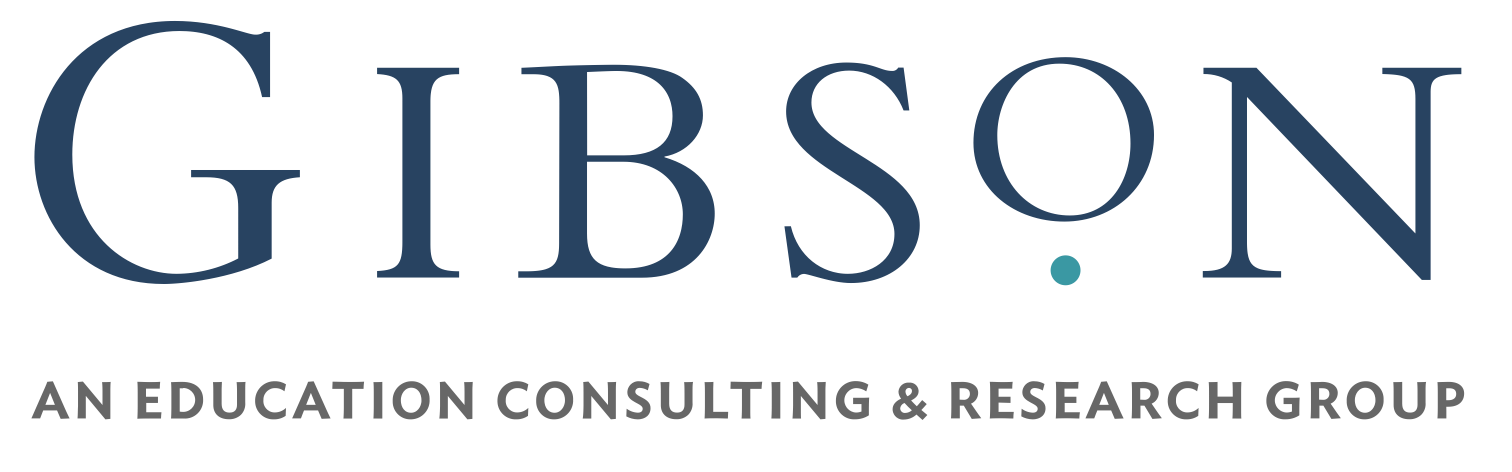 GIBSON
AN EDUCATION CONSULTING & RESEARCH GROUP